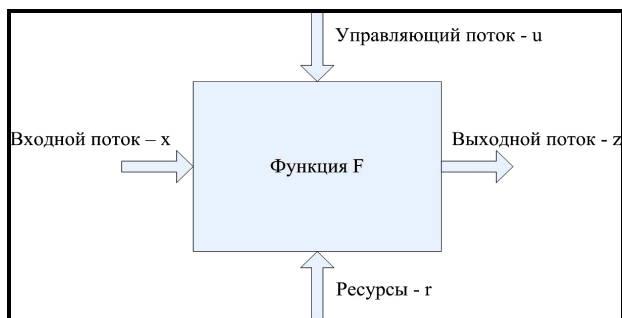 Управляющий поток - u
Входной поток – x
Выходной поток - z
Функция F
Ресурсы - r